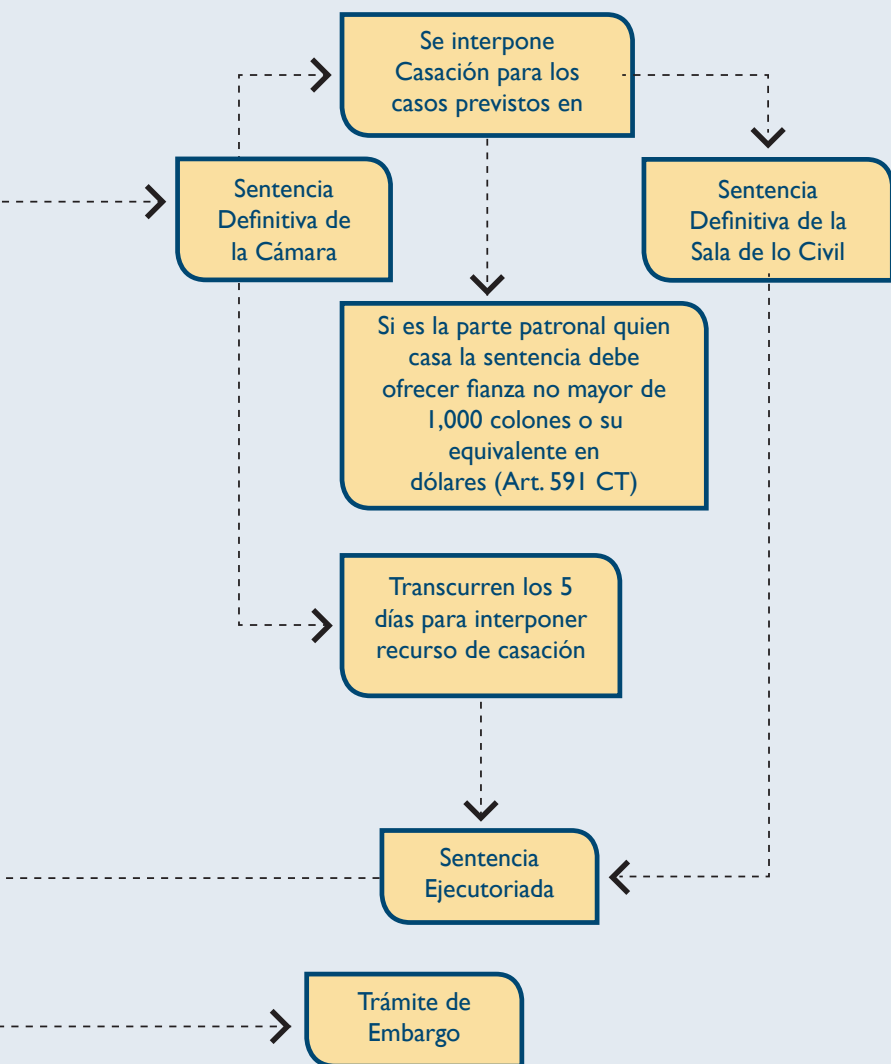 Se interpone
Casación para los
casos previstos en
Sentencia
Definitiva de
la Cámara
Sentencia
Definitiva de la
Sala de lo Civil
Si es la parte patronal quien
casa la sentencia debe
ofrecer fianza no mayor de
1,000 colones o su
equivalente en
dólares (Art. 591 CT)
Transcurren los 5
días para interponer
recurso de casación
Sentencia
Ejecutoriada
Trámite de
Embargo